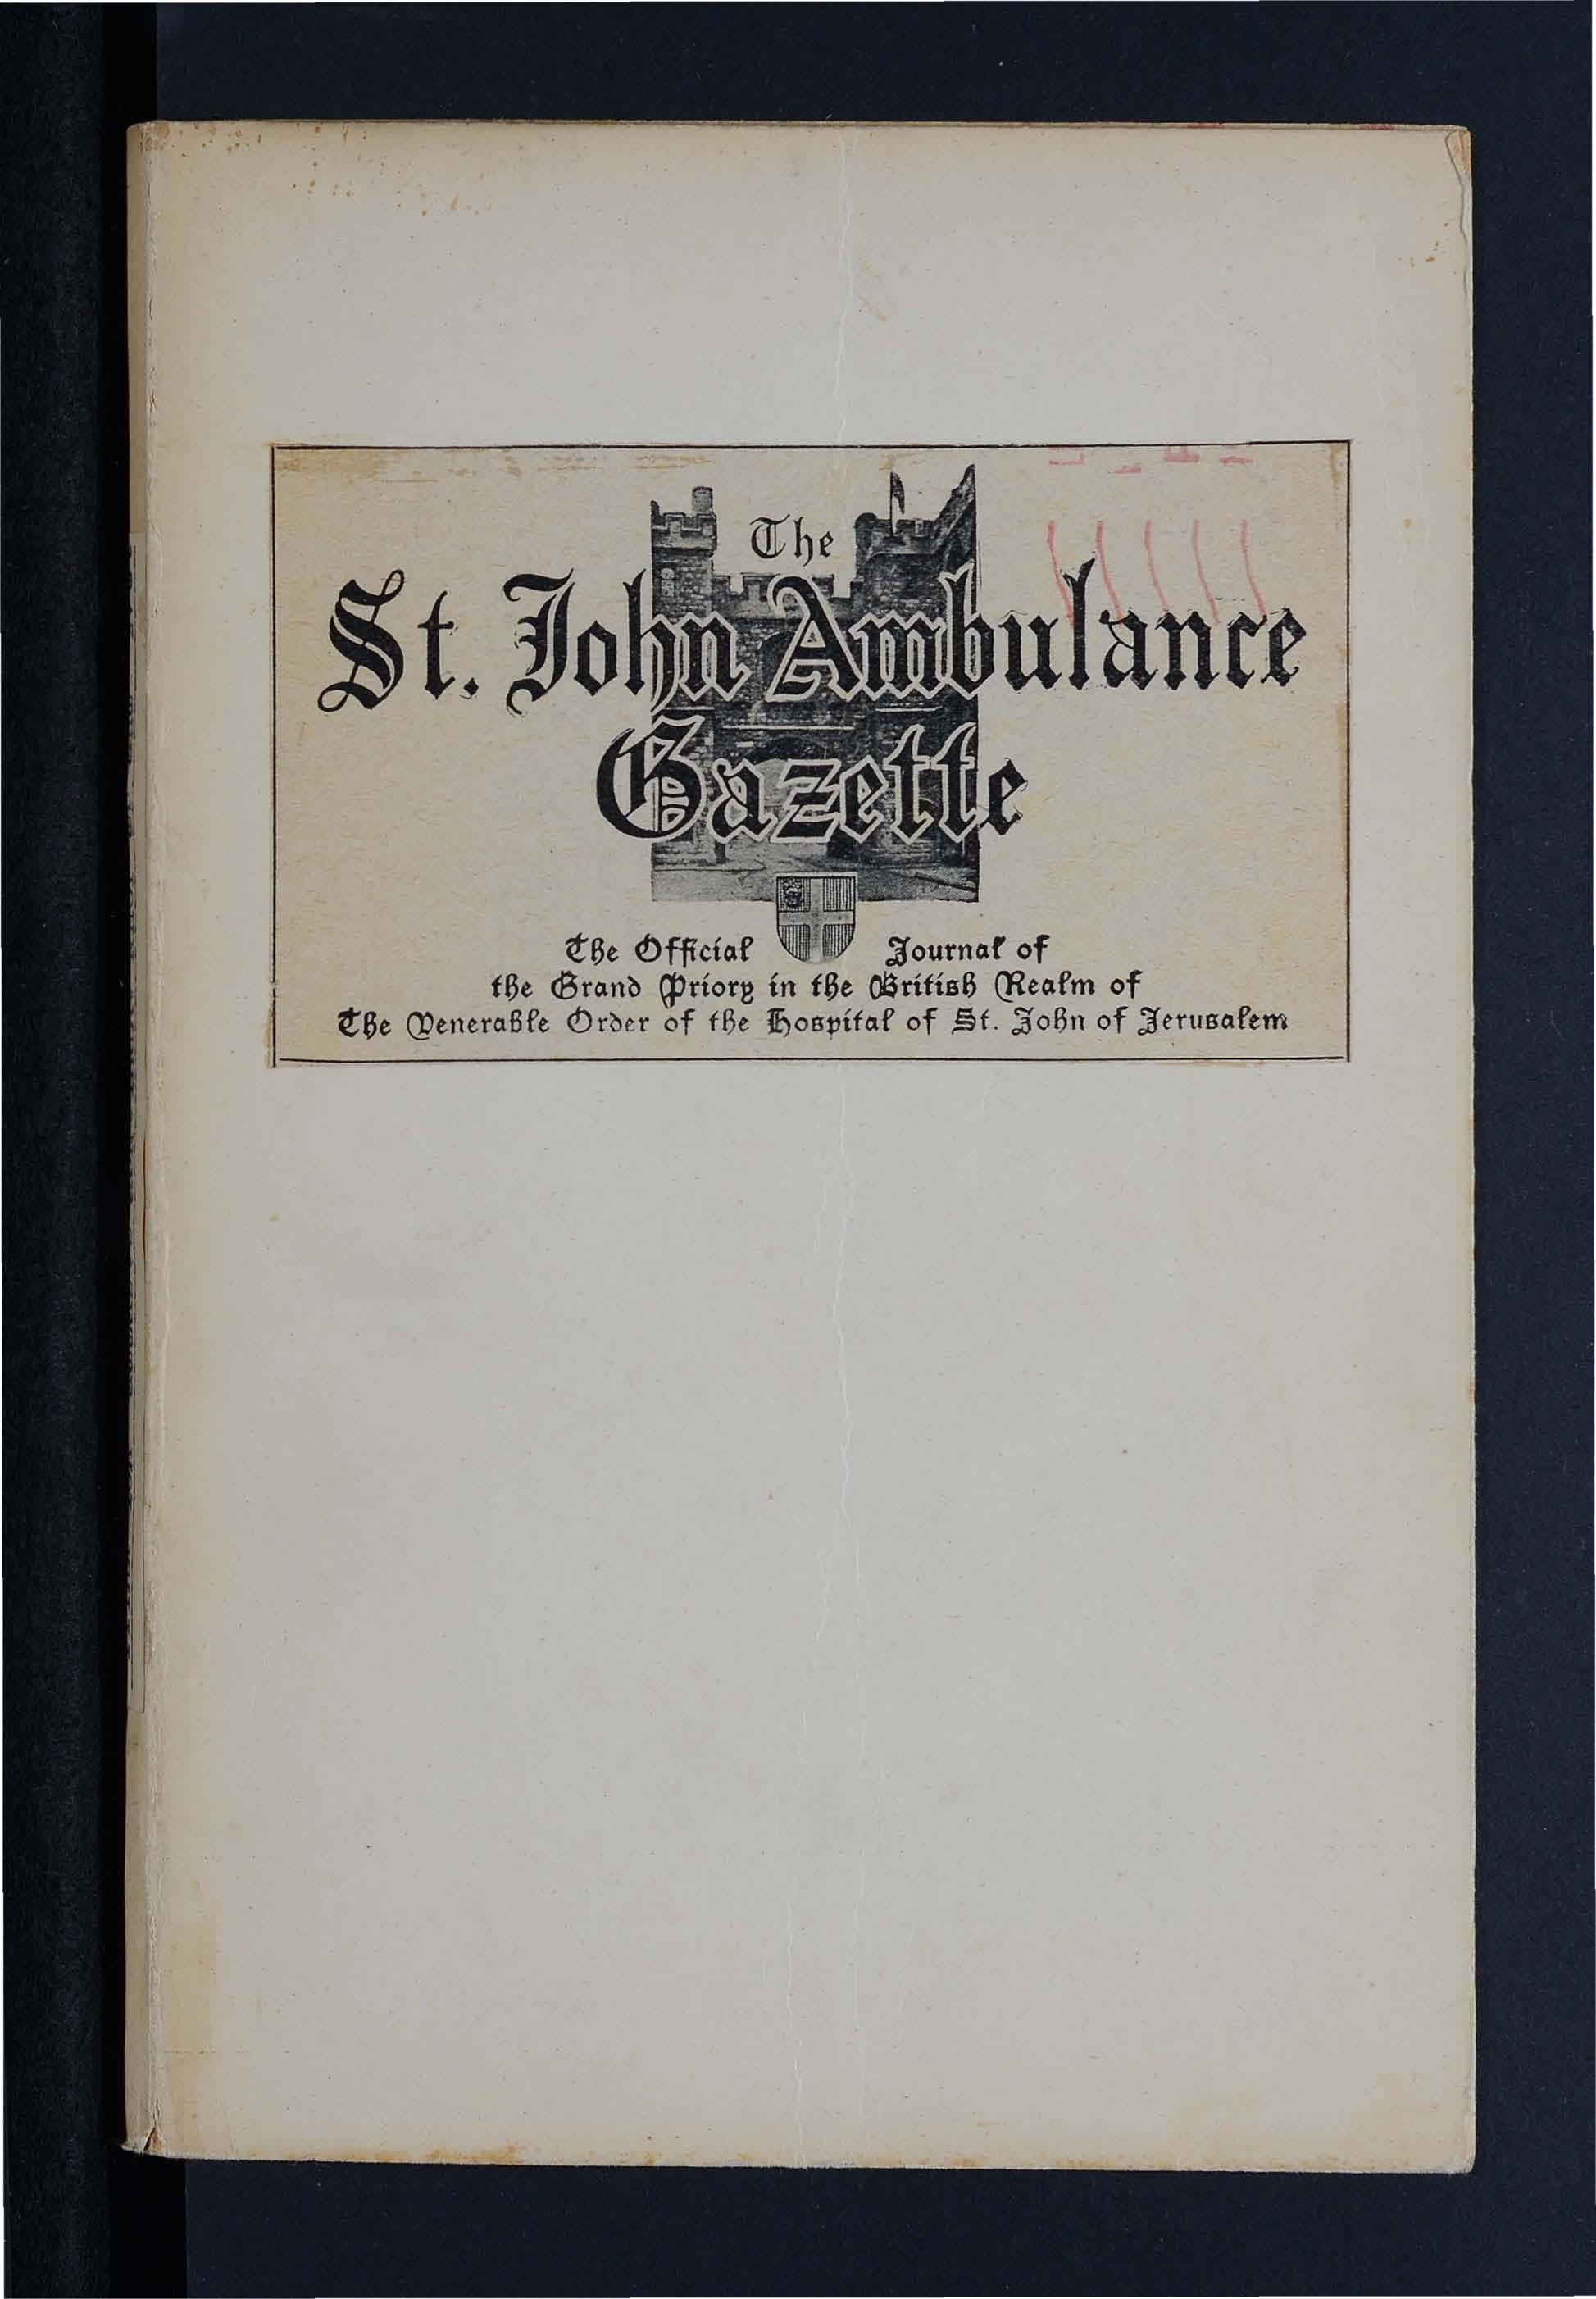 The
St. John Ambulance
Gazette
The Official Journal of
the Grand Priory in the British Realm of
The Venerable Order of the Hospital of St. John of Jerusalem